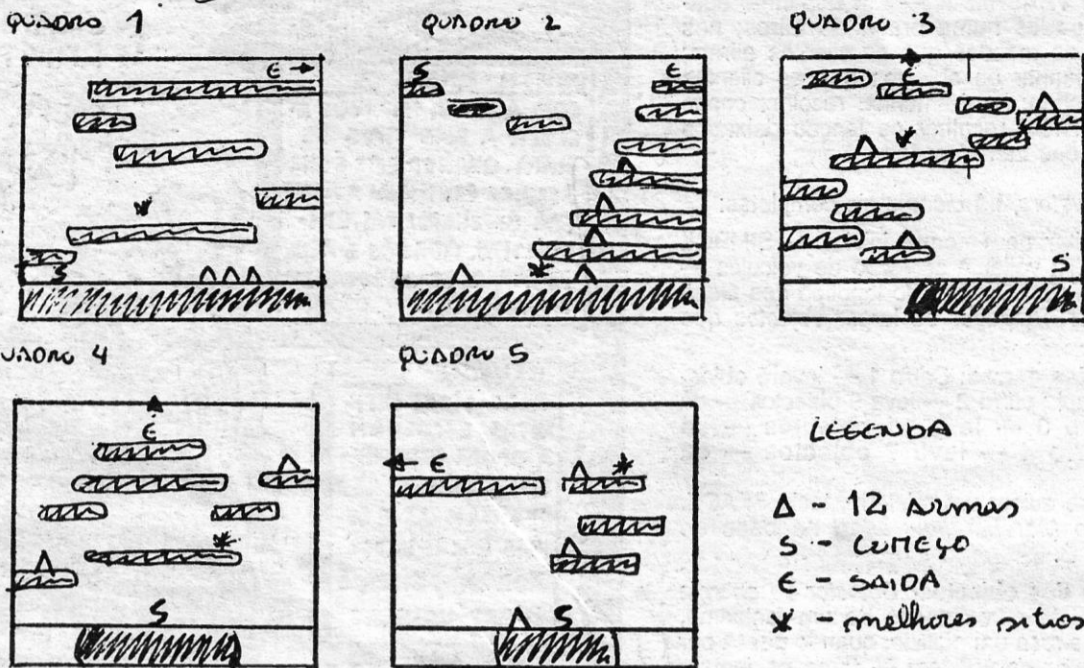 QUADRO 1
QUADRO 2
QUADRO 3
E →
S
S
E
E
S
UADRO 4
QUADRO 5
E
S
← E
S
LEGENDA
Δ - 12 ARMAS
S - COMEÇO
E - SAIDA
* - melhores sitios